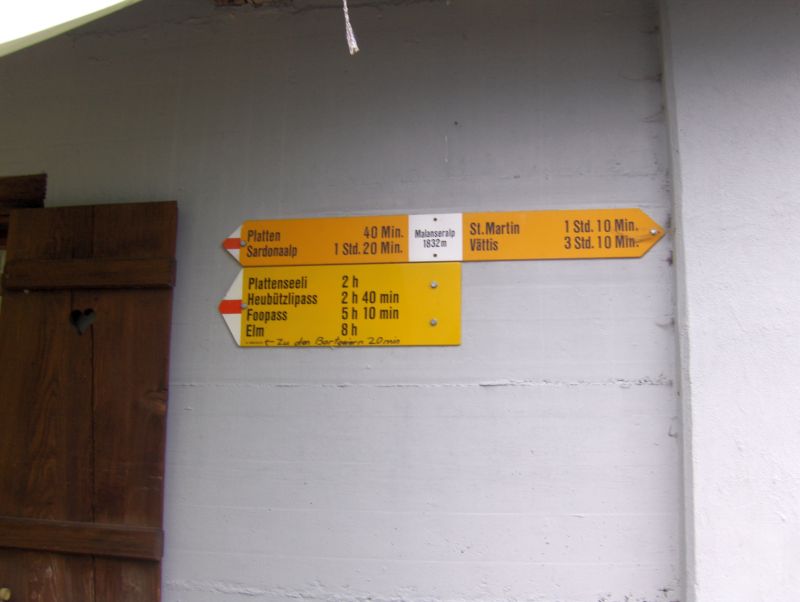 Platten 40 Min.
Sardonaalp 1 Std. 20 Min.
Malanseralp
1832 m
St. Martin 1 Std. 10 Min.
Vättis 3 Std. 10 Min.
Plattenseeli 2 h
Heubützlipass 2 h 40 min
Foopass 5 h 10 min
Elm 8 h
← Zu den Bartgeiern 20 min